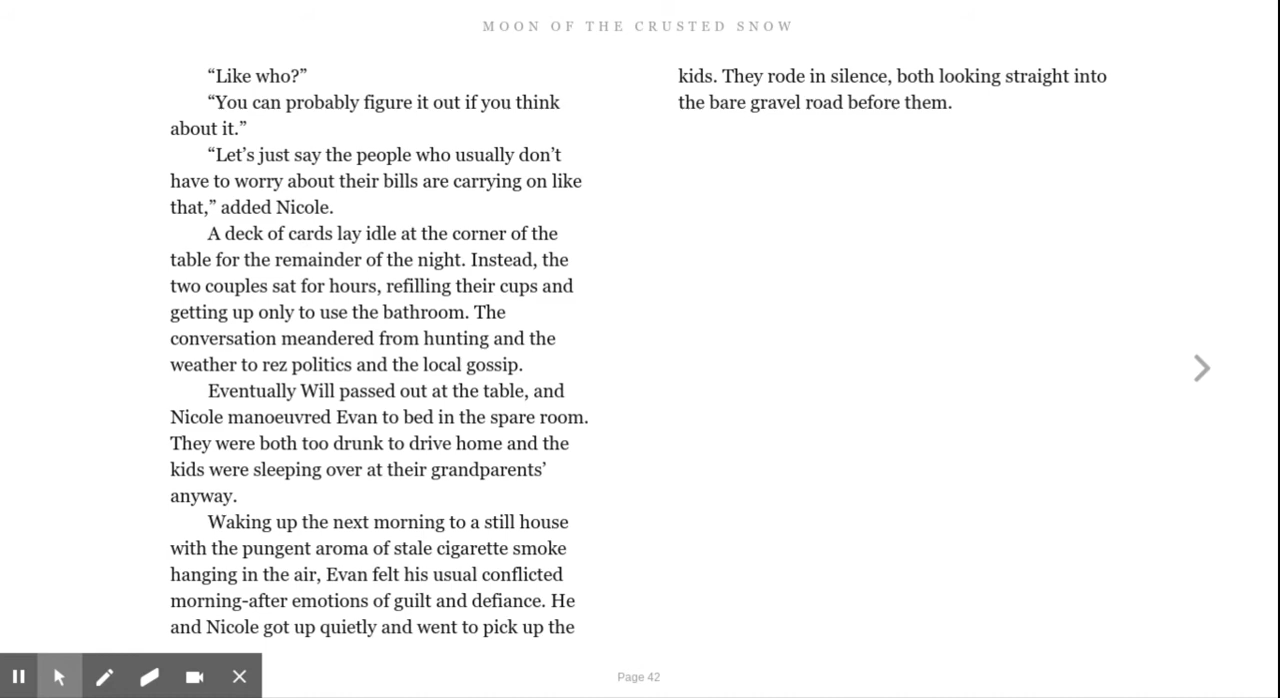 MOON OF THE CRUSTED SNOW
“Like who?”
“You can probably figure it out if you think
about it.”
“Let’s just say the people who usually don’t
have to worry about their bills are carrying on like
that,” added Nicole.
A deck of cards lay idle at the corner of the
table for the remainder of the night. Instead, the
two couples sat for hours, refilling their cups and
getting up only to use the bathroom. The
conversation meandered from hunting and the
weather to rez politics and the local gossip.
Eventually Will passed out at the table, and
Nicole manoeuvred Evan to bed in the spare room.
They were both too drunk to drive home and the
kids were sleeping over at their grandparents’
anyway.
Waking up the next morning to a still house
with the pungent aroma of stale cigarette smoke
hanging in the air, Evan felt his usual conflicted
morning-after emotions of guilt and defiance. He
and Nicole got up quietly and went to pick up the
kids. They rode in silence, both looking straight into
the bare gravel road before them.
Page 42